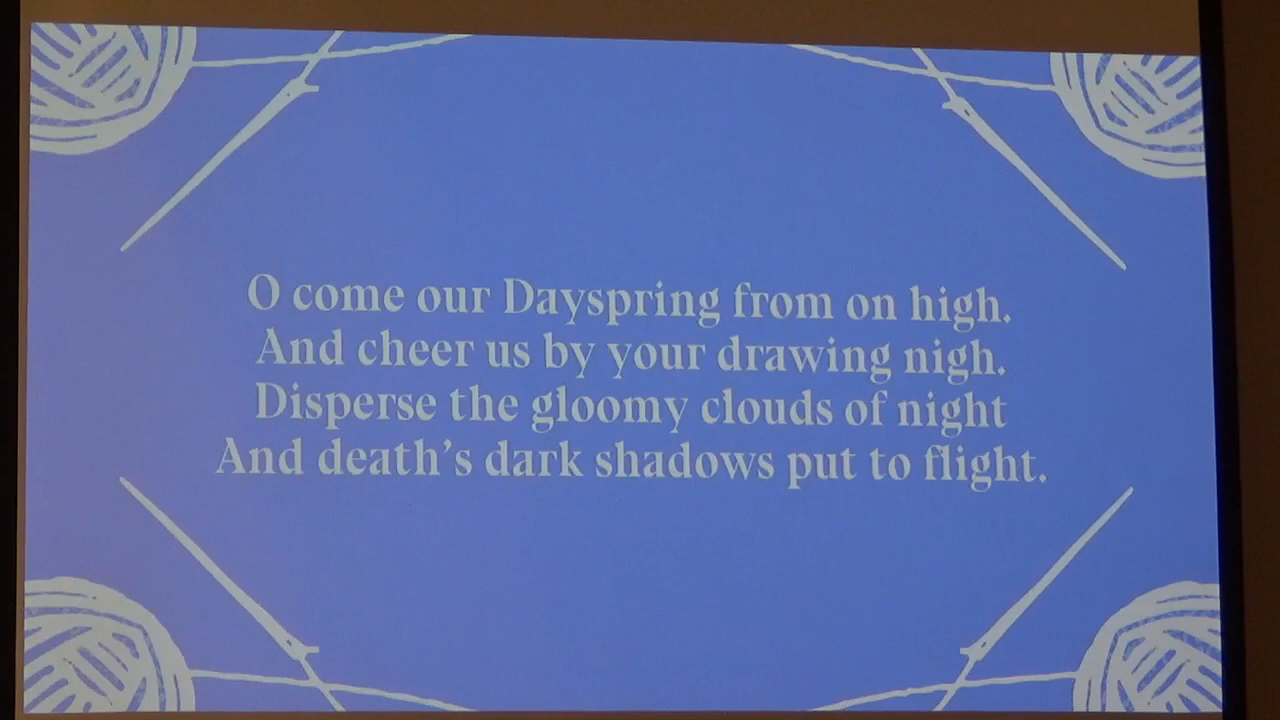 O come our Dayspring from on high.
And cheer us by your drawing nigh.
Disperse the gloomy clouds of night
And death's dark shadows put to flight.